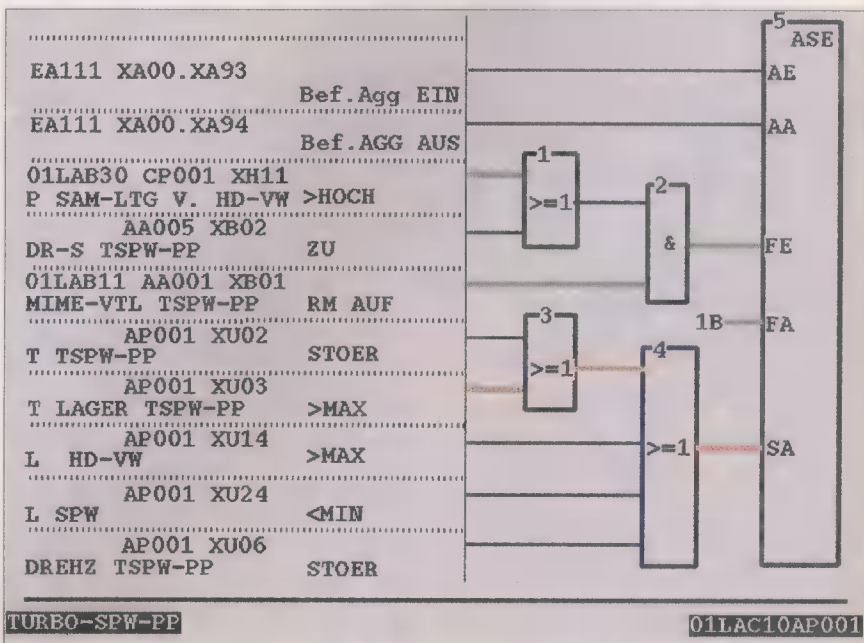 5
ASE
EA111 XA00.XA93
AE
Bef.Agg EIN
EA111 XA00.XA94
AA
Bef.AGG AUS
01LAB30 CP001 XH11
1
P SAM-LTG V. HD-VW >HOCH
>=1
2
AA005 XB02
DR-S TSPW-PP ZU
&
FE
01LAB11 AA001 XB01
MIME-VTL TSPW-PP RM AUF
AP001 XU02
3
1B
FA
T TSPW-PP STOER
4
AP001 XU03
>=1
T LAGER TSPW-PP >MAX
AP001 XU14
L HD-VW >MAX
>=1
SA
AP001 XU24
L SPW <MIN
AP001 XU06
DREHZ TSPW-PP STOER
TURBO-SPW-PP
01LAC10AP001